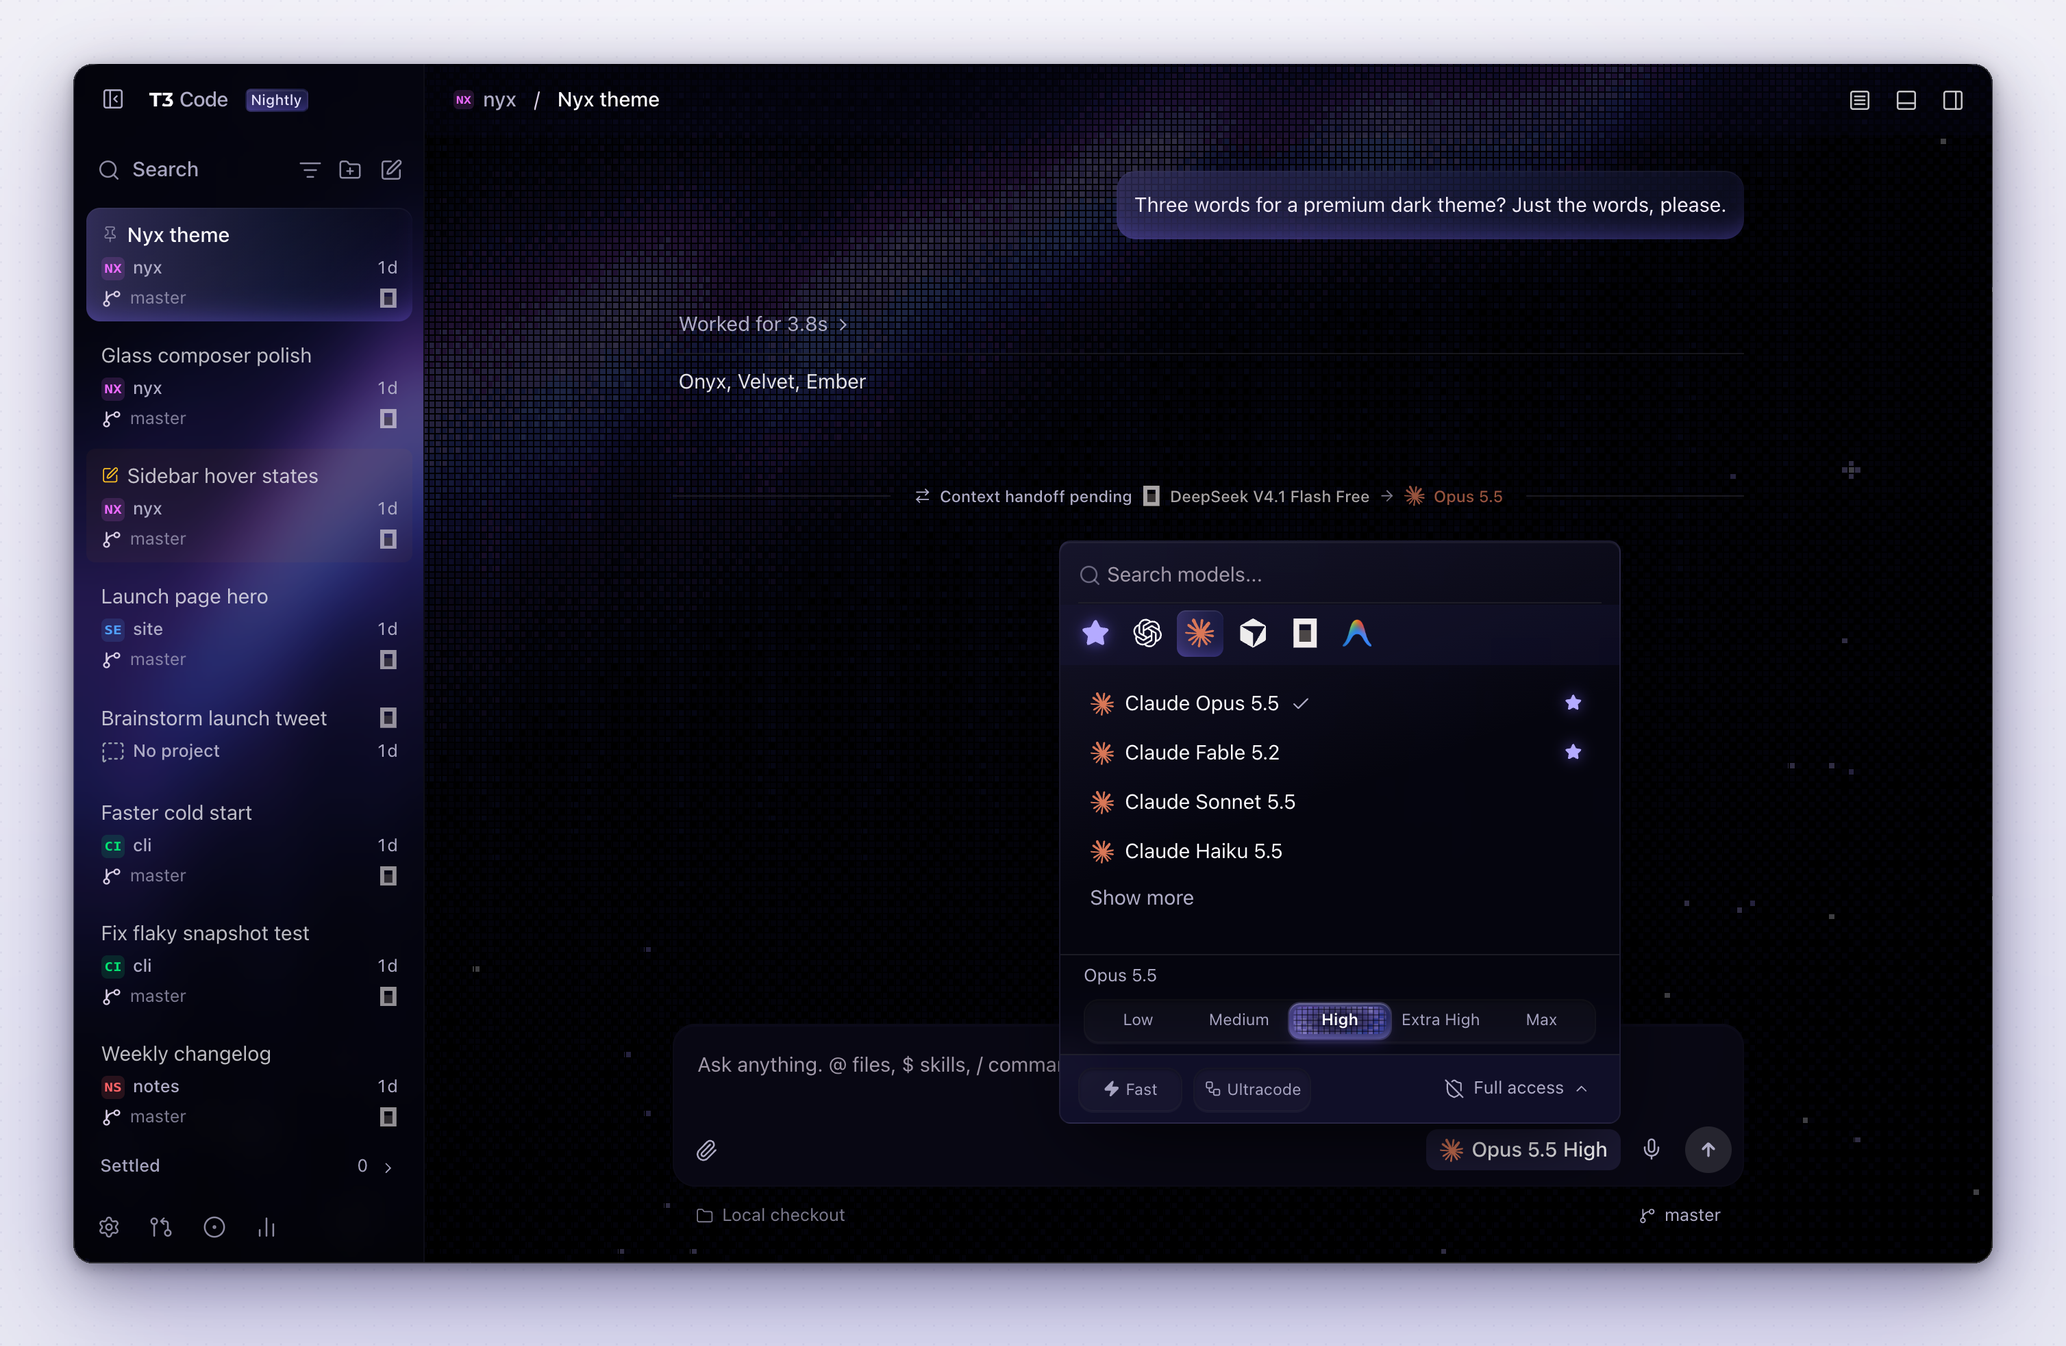 T3 Code Nightly
Search
Nyx theme
NX nyx 1d
master
Glass composer polish
NX nyx 1d
master
Sidebar hover states
NX nyx 1d
master
Launch page hero
SE site 1d
master
Brainstorm launch tweet
No project 1d
Faster cold start
CI cli 1d
master
Fix flaky snapshot test
CI cli 1d
master
Weekly changelog
NS notes 1d
master
Settled 0
NX nyx / Nyx theme
Three words for a premium dark theme? Just the words, please.
Worked for 3.8s
Onyx, Velvet, Ember
Context handoff pending DeepSeek V4.1 Flash Free → Opus 5.5
Search models...
Claude Opus 5.5
Claude Fable 5.2
Claude Sonnet 5.5
Claude Haiku 5.5
Show more
Opus 5.5
Low Medium High Extra High Max
Fast Ultracode Full access
Ask anything. @ files, $ skills, / comma
Opus 5.5 High
Local checkout master